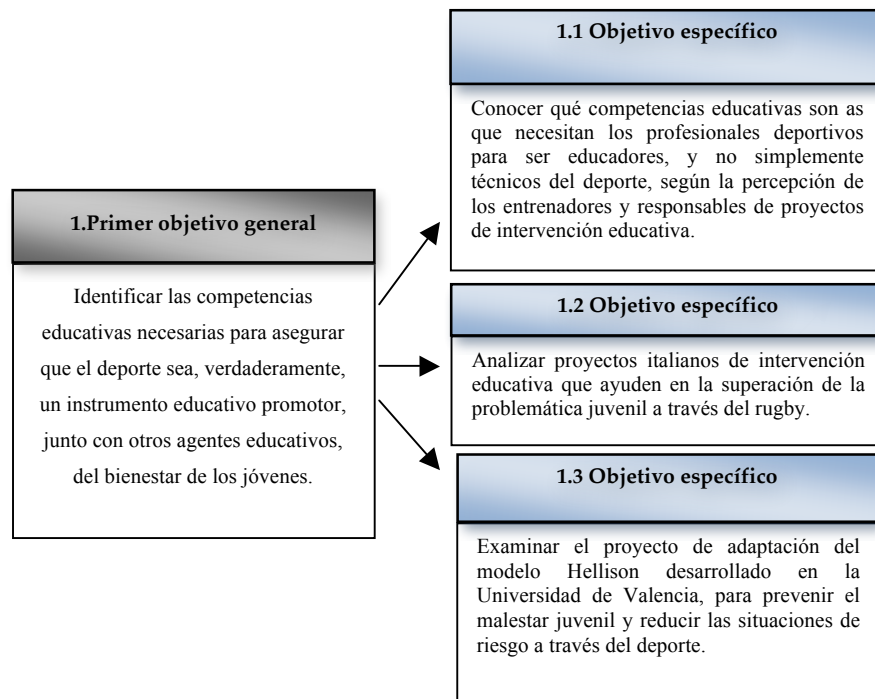 1.Primer objetivo general
Identificar las competencias
educativas necesarias para asegurar
que el deporte sea, verdaderamente,
un instrumento educativo promotor,
junto con otros agentes educativos,
del bienestar de los jóvenes.
1.1 Objetivo específico
Conocer qué competencias educativas son as
que necesitan los profesionales deportivos
para ser educadores, y no simplemente
técnicos del deporte, según la percepción de
los entrenadores y responsables de proyectos
de intervención educativa.
1.2 Objetivo específico
Analizar proyectos italianos de intervención
educativa que ayuden en la superación de la
problemática juvenil a través del rugby.
1.3 Objetivo específico
Examinar el proyecto de adaptación del
modelo Hellison desarrollado en la
Universidad de Valencia, para prevenir el
malestar juvenil y reducir las situaciones de
riesgo a través del deporte.